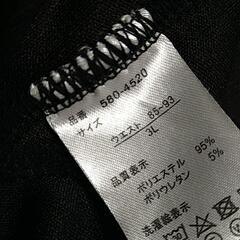 品番 580-4520
サイズ
ウエスト 85-93
3L
品質表示
ポリエステル 95%
ポリウレタン 5%
洗濯絵表示